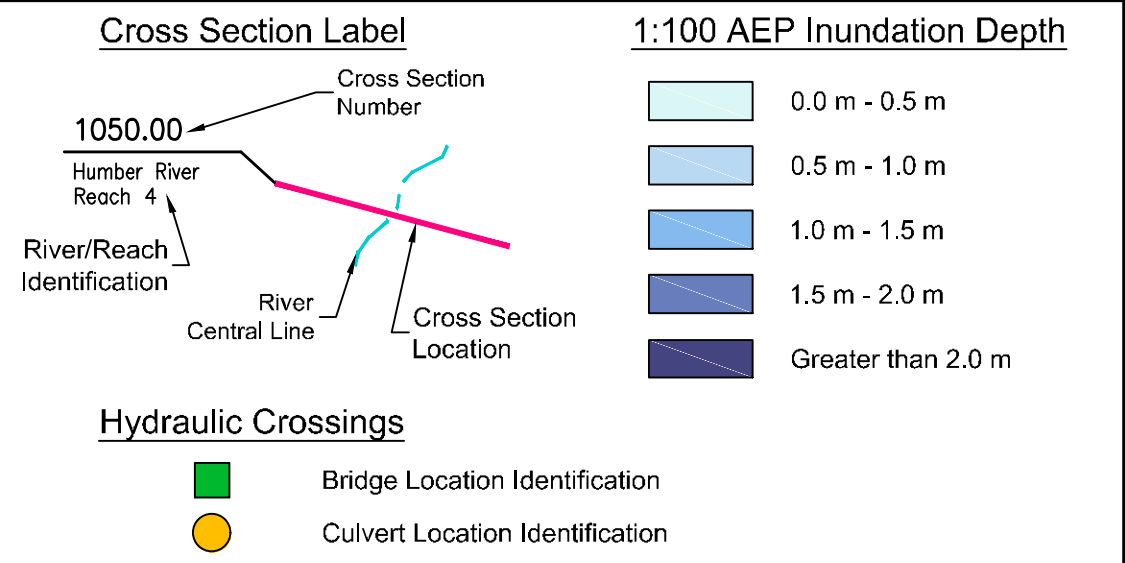 Cross Section Label
Cross Section
Number
1050.00
Humber River
Reach 4
River/Reach
Identification
River
Central Line
Cross Section
Location
1:100 AEP Inundation Depth
0.0 m - 0.5 m
0.5 m - 1.0 m
1.0 m - 1.5 m
1.5 m - 2.0 m
Greater than 2.0 m
Hydraulic Crossings
Bridge Location Identification
Culvert Location Identification